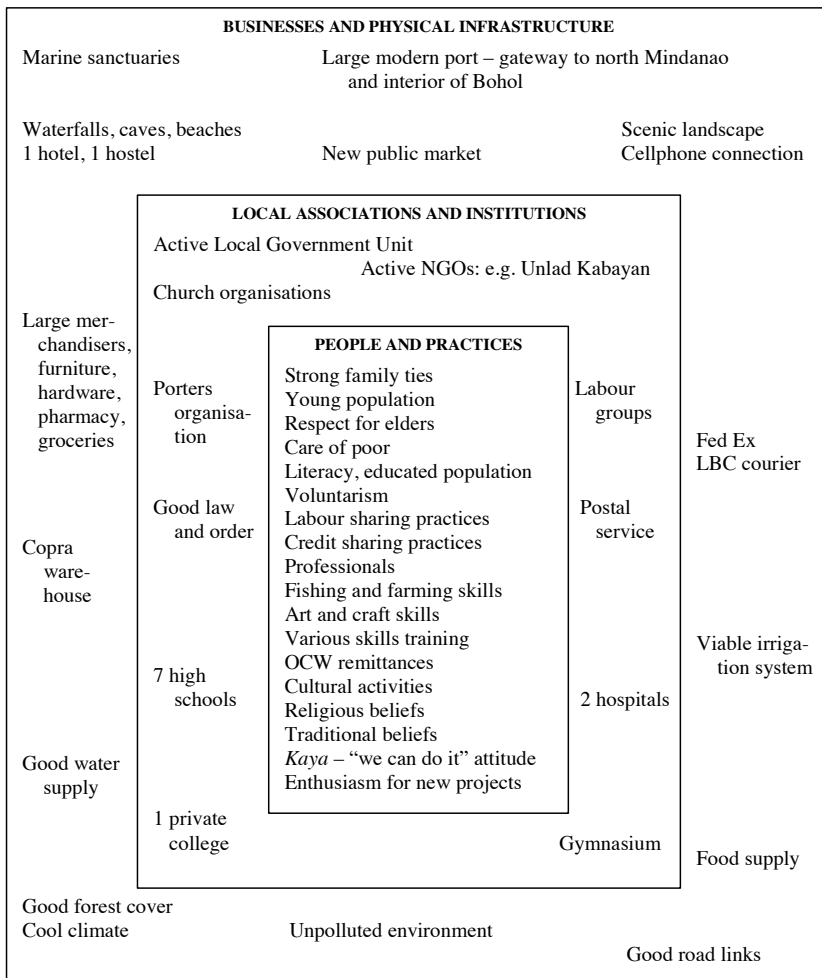 BUSINESSES AND PHYSICAL INFRASTRUCTURE
Marine sanctuaries
Large modern port – gateway to north Mindanao
and interior of Bohol
Waterfalls, caves, beaches
1 hotel, 1 hostel
New public market
Scenic landscape
Cellphone connection
LOCAL ASSOCIATIONS AND INSTITUTIONS
Active Local Government Unit
Active NGOs: e.g. Unlad Kabayan
Church organisations
Large mer-
chandisers,
furniture,
hardware,
pharmacy,
groceries
Copra
ware-
house
Good water
supply
Porters
organisa-
tion
Good law
and order
7 high
schools
1 private
college
PEOPLE AND PRACTICES
Strong family ties
Young population
Respect for elders
Care of poor
Literacy, educated population
Voluntarism
Labour sharing practices
Credit sharing practices
Professionals
Fishing and farming skills
Art and craft skills
Various skills training
OCW remittances
Cultural activities
Religious beliefs
Traditional beliefs
Kaya – “we can do it” attitude
Enthusiasm for new projects
Labour
groups
Postal
service
2 hospitals
Gymnasium
Fed Ex
LBC courier
Viable irriga-
tion system
Food supply
Good forest cover
Cool climate
Unpolluted environment
Good road links